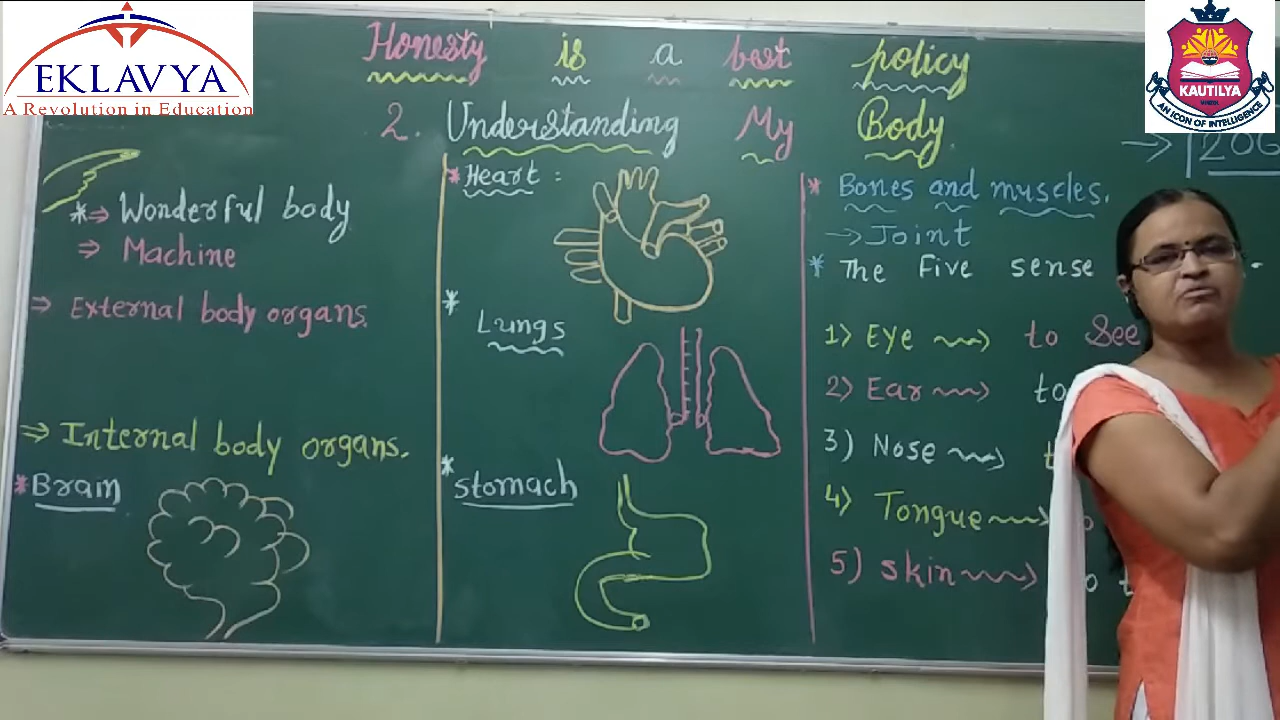 EKLAVYA
A Revolution in Education
KAUTILYA
AN ICON OF INTELLIGENCE
Honesty is a best policy
2. Understanding My Body
* ⇒ Wonderful body
⇒ Machine
⇒ External body organs.
⇒ Internal body organs.
* Brain
* Heart :
* Lungs
* stomach
→ 206
* Bones and muscles.
→ Joint
* The Five sense
1) Eye → to See
2) Ear → to
3) Nose →
4) Tongue →
5) skin →